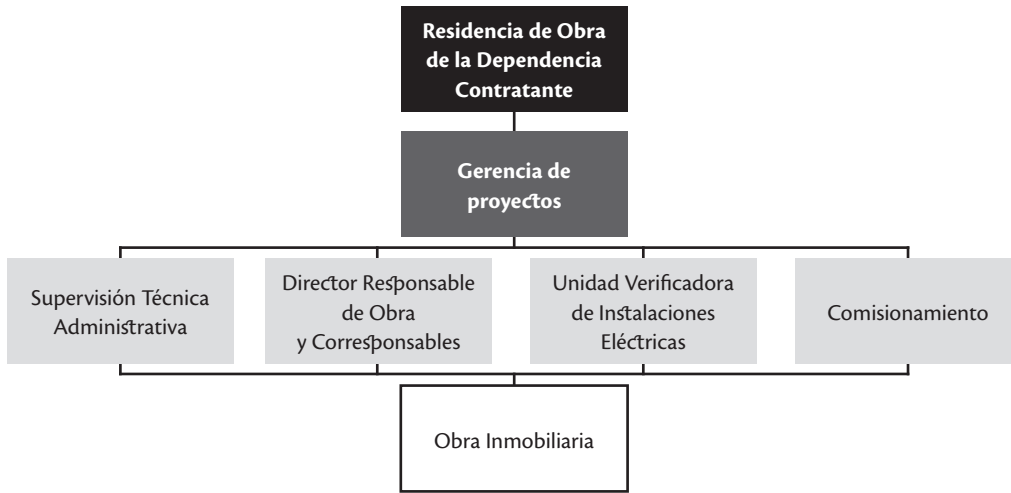 Residencia de Obra
de la Dependencia
Contratante
Gerencia de
proyectos
Supervisión Técnica
Administrativa
Director Responsable
de Obra
y Corresponsables
Unidad Verificadora
de Instalaciones
Eléctricas
Comisionamiento
Obra Inmobiliaria